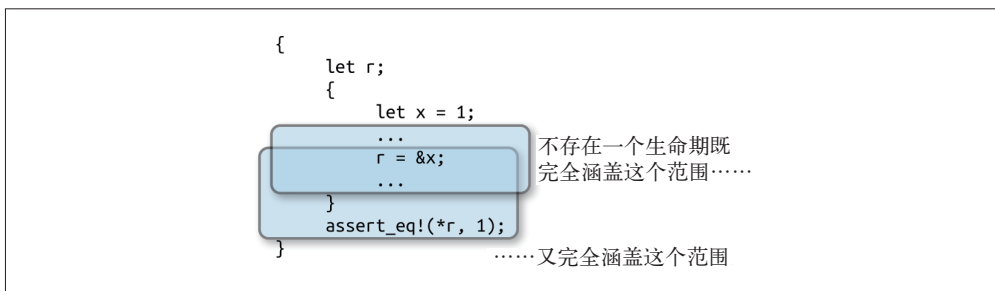 {
let r;
{
let x = 1;
...
r = &x;
...
}
assert_eq!(*r, 1);
}
不存在一个生命期既
完全涵盖这个范围……
……又完全涵盖这个范围